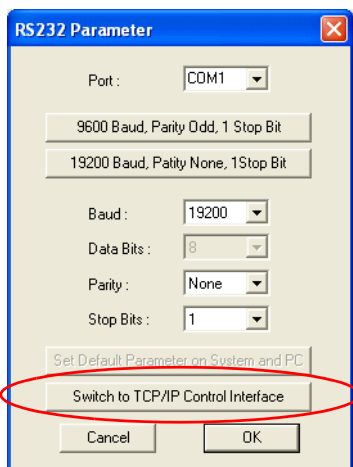 RS232 Parameter
Port : COM1
9600 Baud, Parity Odd, 1 Stop Bit
19200 Baud, Patity None, 1Stop Bit
Baud : 19200
Data Bits : 8
Parity : None
Stop Bits : 1
Set Default Parameter on System and PC
Switch to TCP/IP Control Interface
Cancel OK